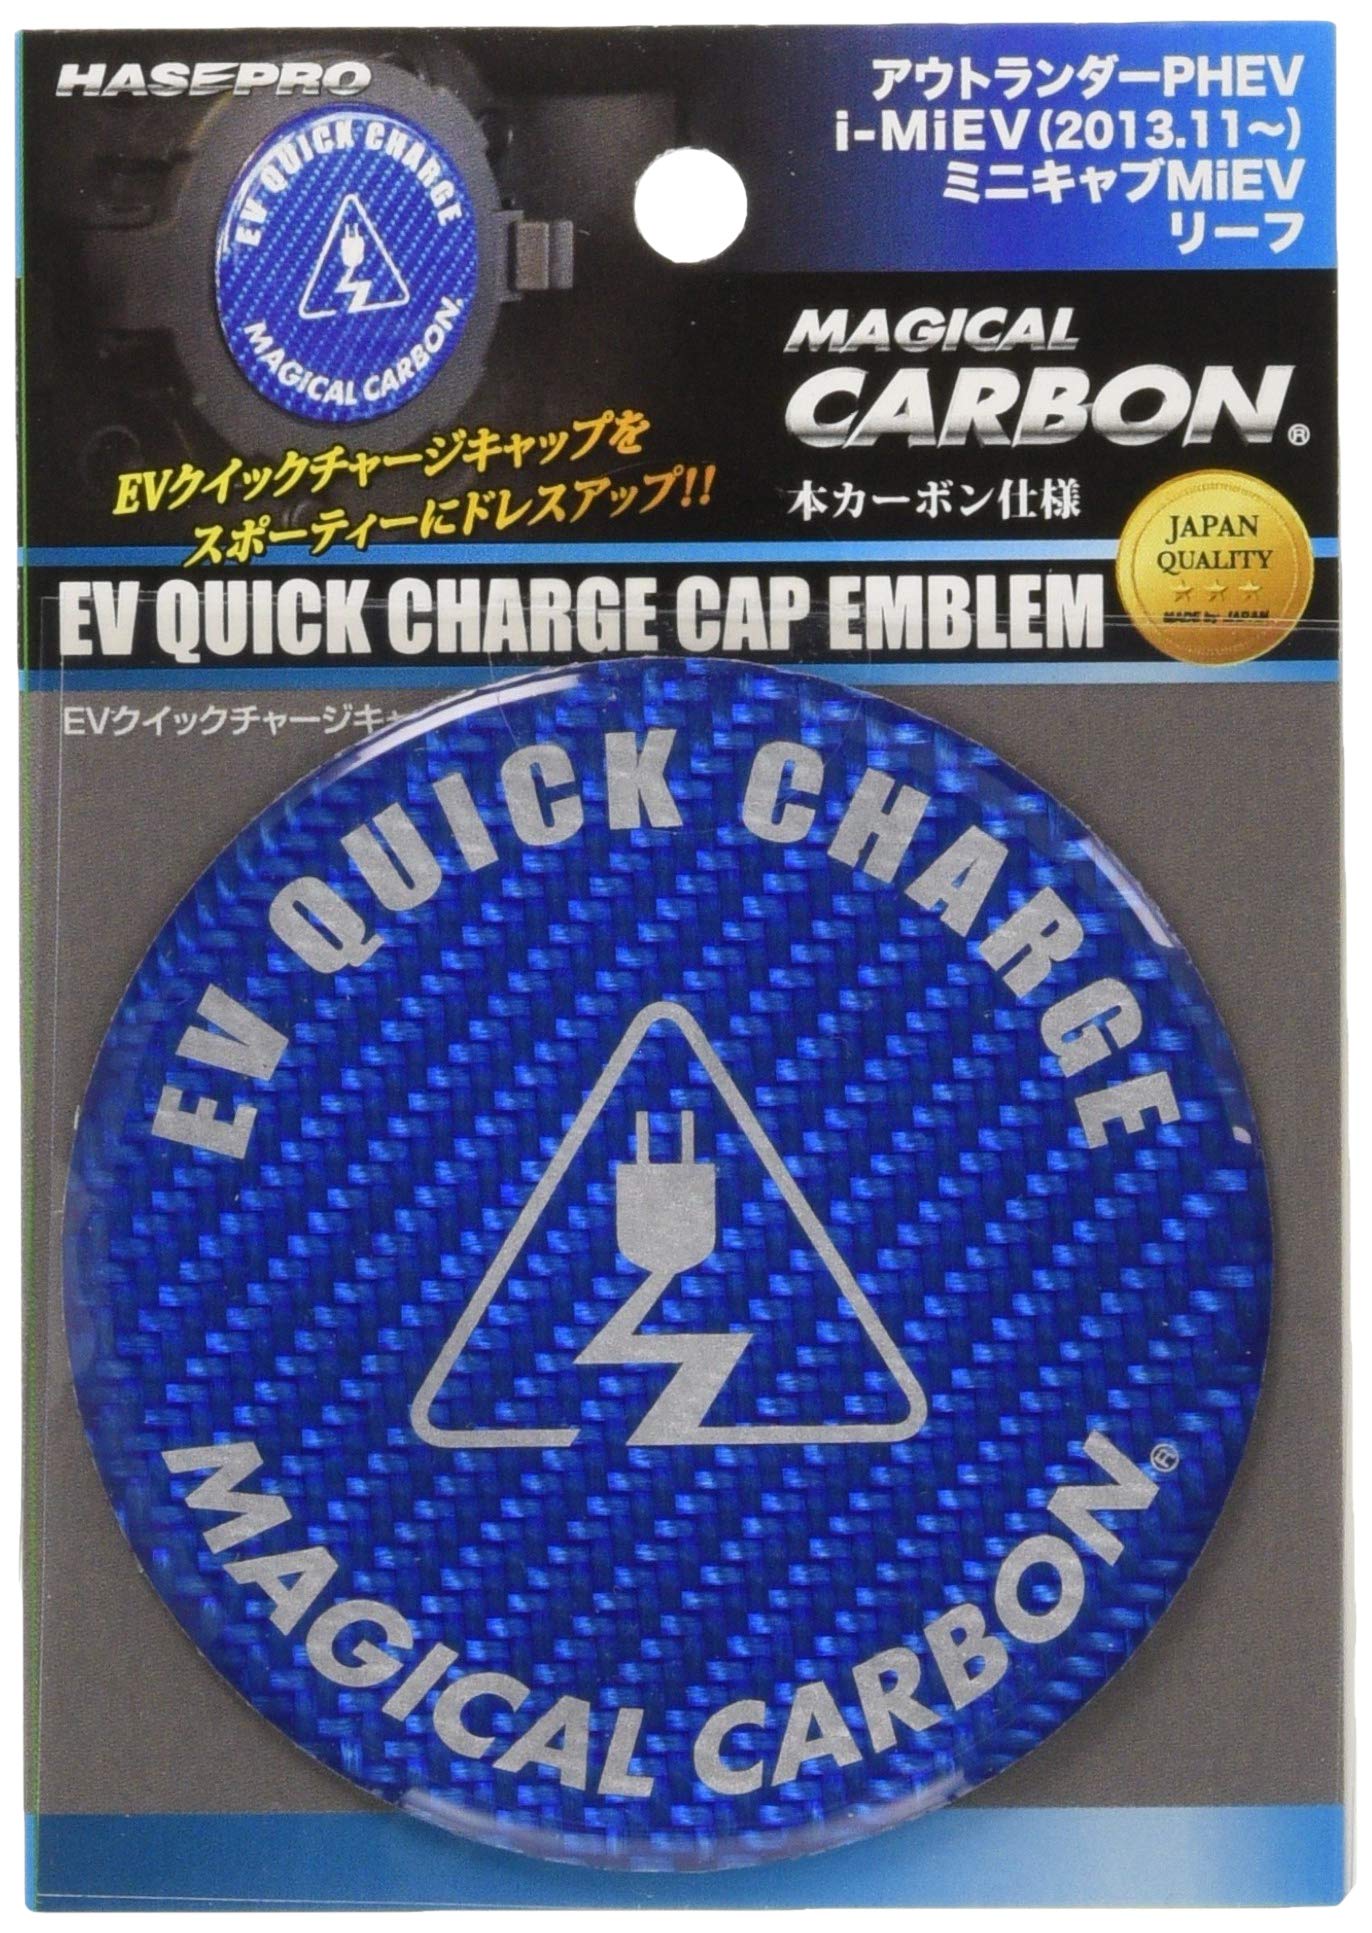 HASEPRO
アウトランダーPHEV
i-MiEV(2013.11〜)
ミニキャブMiEV
リーフ
EV QUICK CHARGE
MAGICAL CARBON®
MAGICAL
CARBON®
本カーボン仕様
EVクイックチャージキャップを
スポーティーにドレスアップ!!
JAPAN
QUALITY
MADE by JAPAN
EV QUICK CHARGE CAP EMBLEM
EVクイックチャージキャ
EV QUICK CHARGE
MAGICAL CARBON®